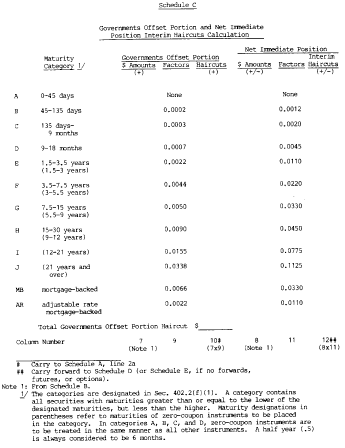 Schedule C
Governments Offset Portion and Net Immediate
Position Interim Haircuts Calculation
Net Immediate Position
Maturity Governments Offset Portion Interim
Category 1/ $ Amounts Factors Haircuts $ Amounts Factors Haircuts
(+) (+) (+/-) (+/-)
A 0-45 days None None
B 45-135 days 0.0002 0.0012
C 135 days- 0.0003 0.0020
9 months
D 9-18 months 0.0007 0.0045
E 1.5-3.5 years 0.0022 0.0110
(1.5-3 years)
F 3.5-7.5 years 0.0044 0.0220
(3-5.5 years)
G 7.5-15 years 0.0050 0.0330
(5.5-9 years)
H 15-30 years 0.0090 0.0450
(9-12 years)
I (12-21 years) 0.0155 0.0775
J (21 years and 0.0338 0.1125
over)
MB mortgage-backed 0.0066 0.0330
AR adjustable rate 0.0022 0.0110
mortgage-backed
Total Governments Offset Portion Haircut $
Column Number 7 9 10# 8 11 12##
(Note 1) (7x9) (Note 1) (8x11)
# Carry to Schedule A, line 2a
## Carry forward to Schedule D (or Schedule E, if no forwards,
futures, or options).
Note 1: From Schedule B.
1/ The categories are designated in Sec. 402.2(f)(1). A category contains
all securities with maturities greater than or equal to the lower of the
designated maturities, but less than the higher. Maturity designations in
parentheses refer to maturities of zero-coupon instruments to be placed
in the category. In categories A, B, C, and D, zero-coupon instruments are
to be treated in the same manner as all other instruments. A half year (.5)
is always considered to be 6 months.